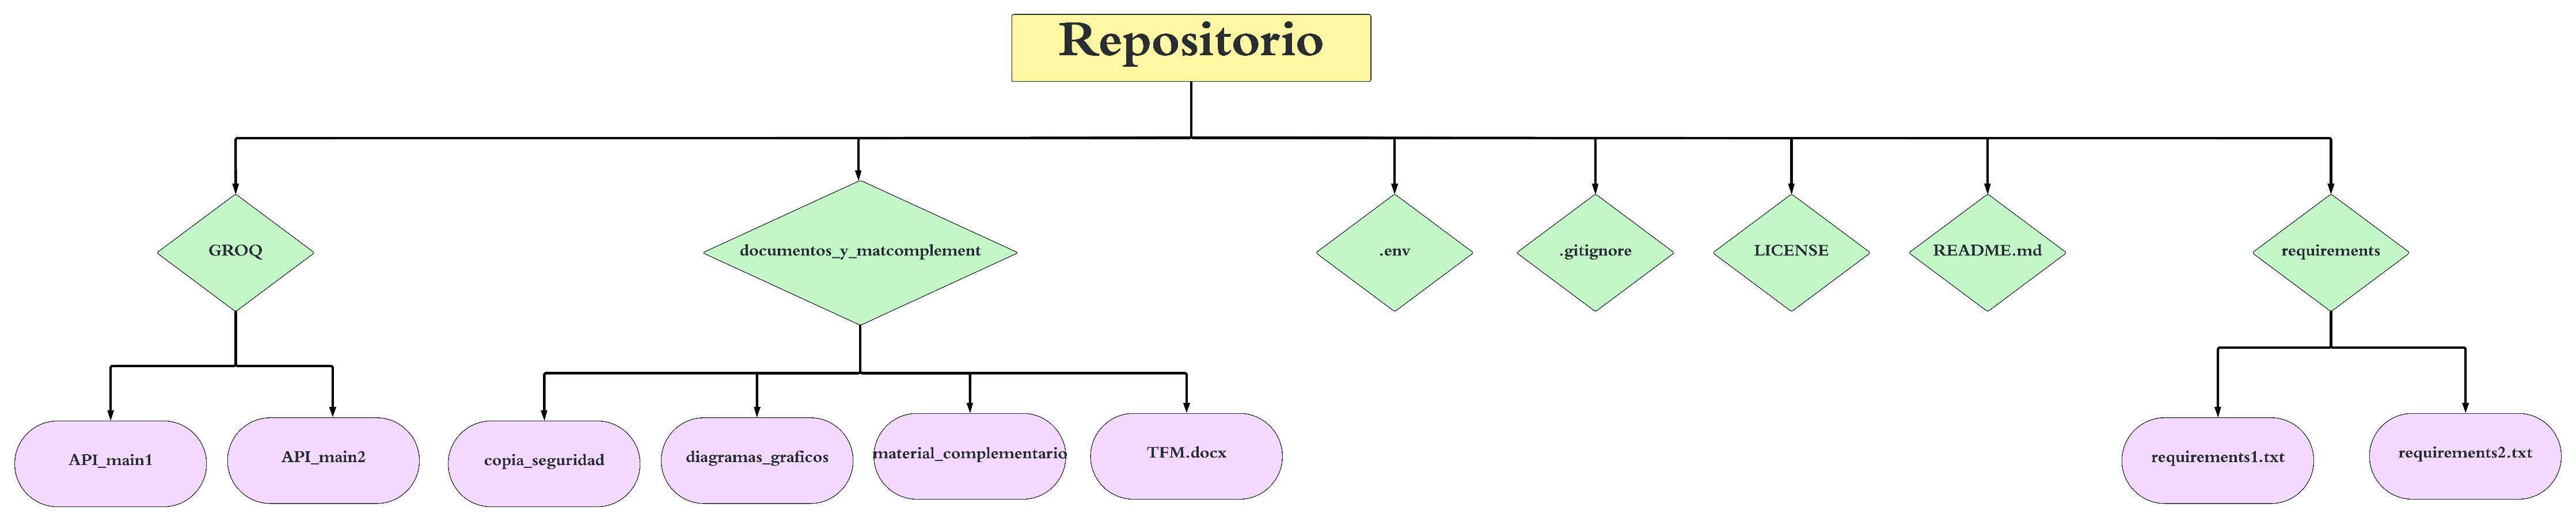 Repositorio
GROQ
documentos_y_matcomplement
.env
.gitignore
LICENSE
README.md
requirements
API_main1
API_main2
copia_seguridad
diagramas_graficos
material_complementario
TFM.docx
requirements1.txt
requirements2.txt